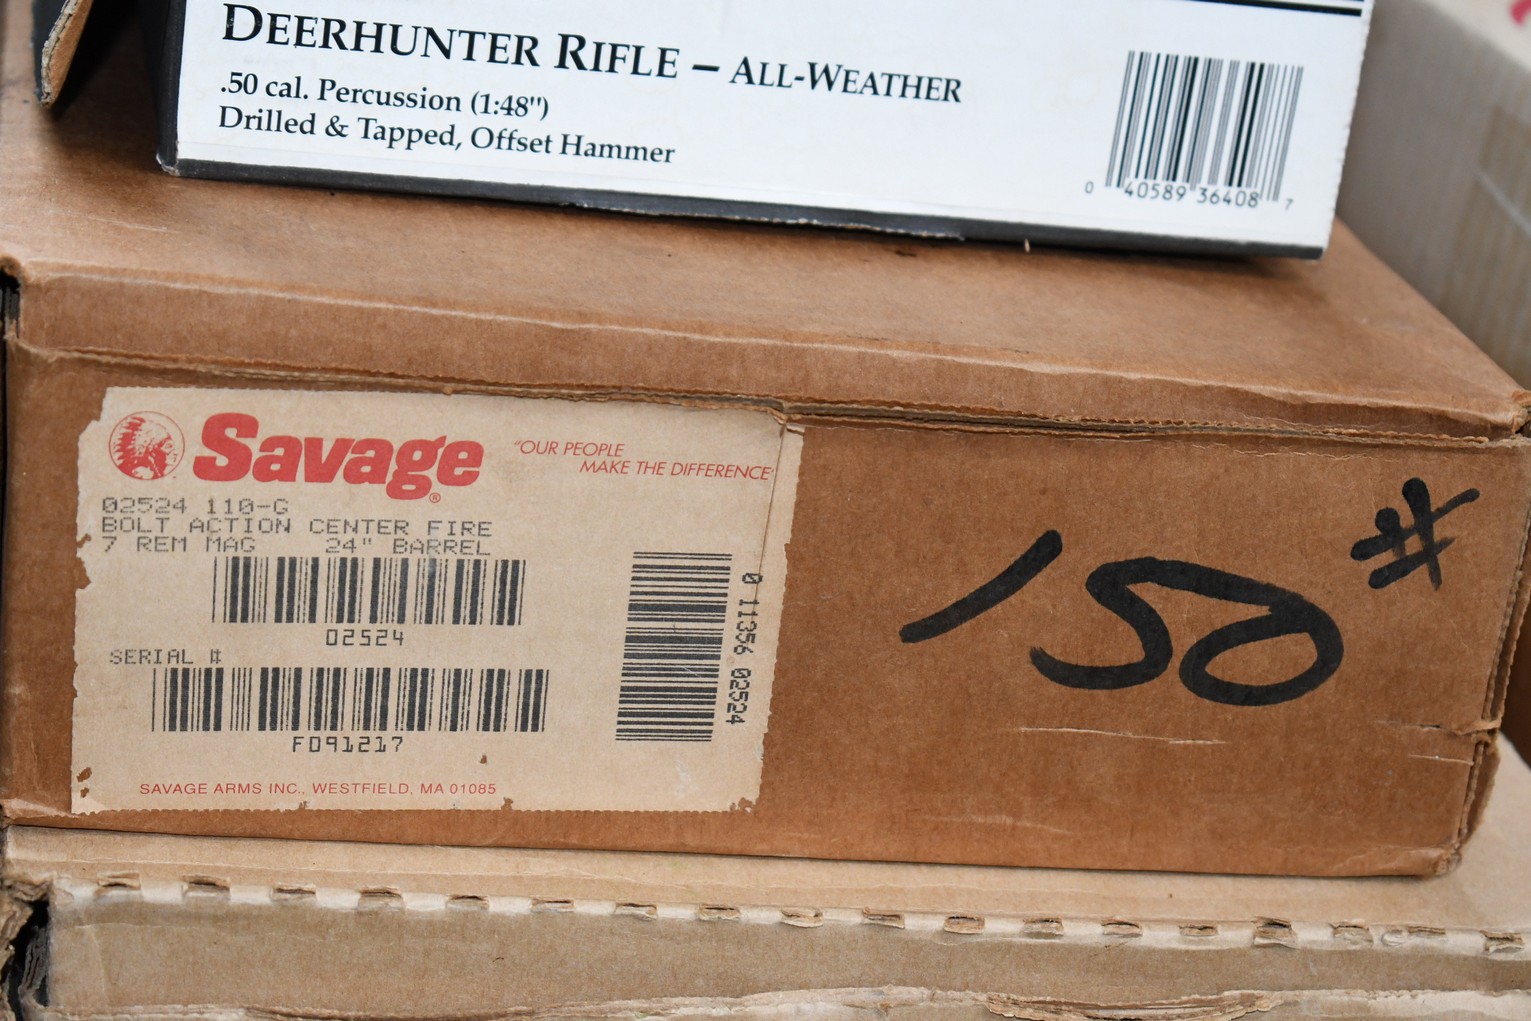 DEERHUNTER RIFLE – ALL-WEATHER
.50 cal. Percussion (1:48")
Drilled & Tapped, Offset Hammer
0 40589 36408 7
Savage®
"OUR PEOPLE
MAKE THE DIFFERENCE"
02524 110-G
BOLT ACTION CENTER FIRE
7 REM MAG 24" BARREL
02524
SERIAL #
F091217
0 11356 02524
SAVAGE ARMS INC., WESTFIELD, MA 01085
150#